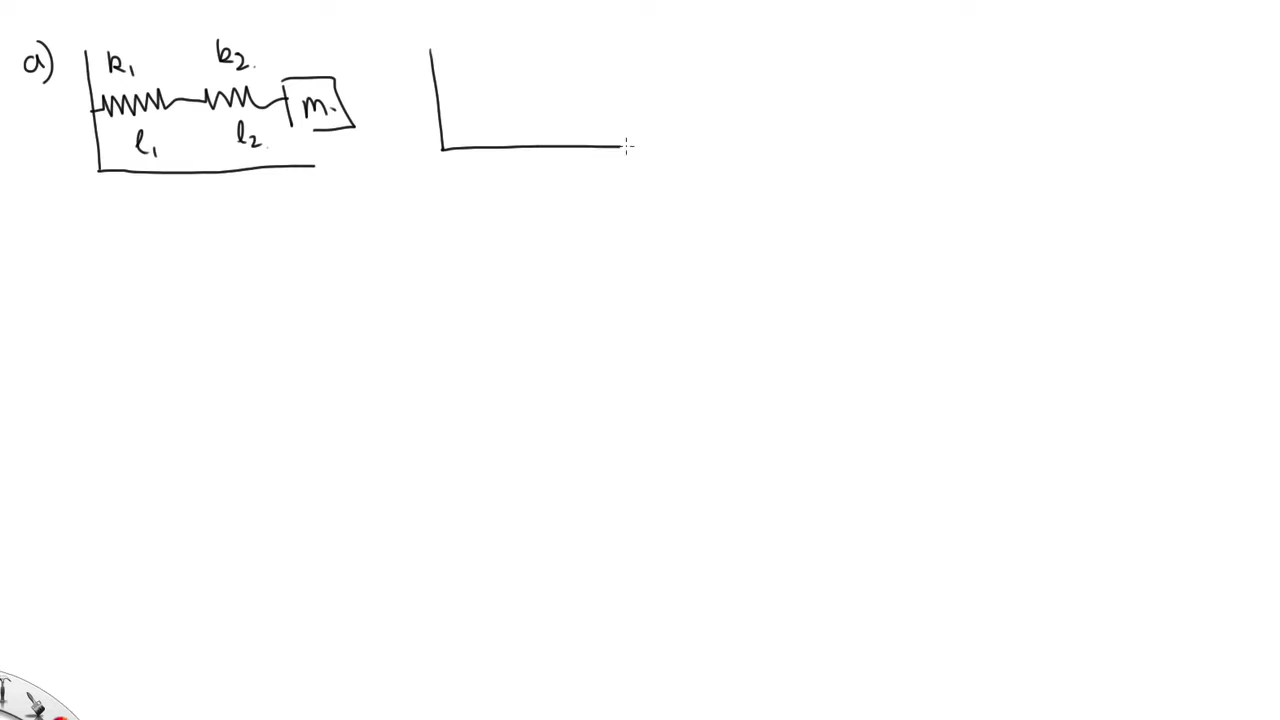 a) k₁ k₂
m
l₁ l₂